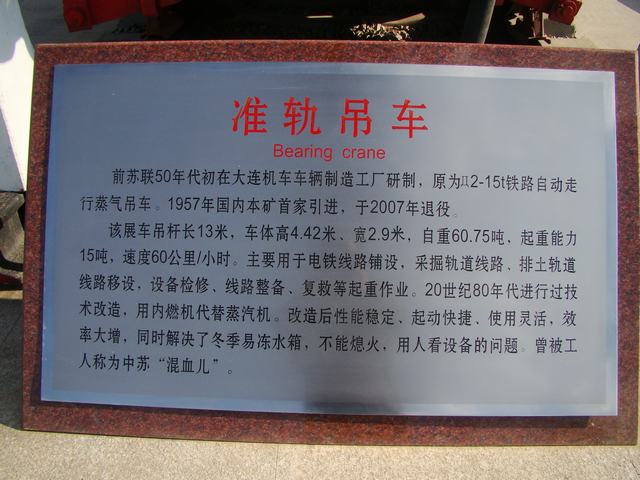 准轨吊车
Bearing crane
前苏联50年代初在大连机车车辆制造工厂研制，原为Д2-15t铁路自动走
行蒸气吊车。1957年国内本矿首家引进，于2007年退役。
该展车吊杆长13米，车体高4.42米、宽2.9米，自重60.75吨，起重能力
15吨，速度60公里/小时。主要用于电铁线路铺设，采掘轨道线路、排土轨道
线路移设，设备检修、线路整备、复救等起重作业。20世纪80年代进行过技
术改造，用内燃机代替蒸汽机。改造后性能稳定、起动快捷、使用灵活，效
率大增，同时解决了冬季易冻水箱，不能熄火，用人看设备的问题。曾被工
人称为中苏“混血儿”。